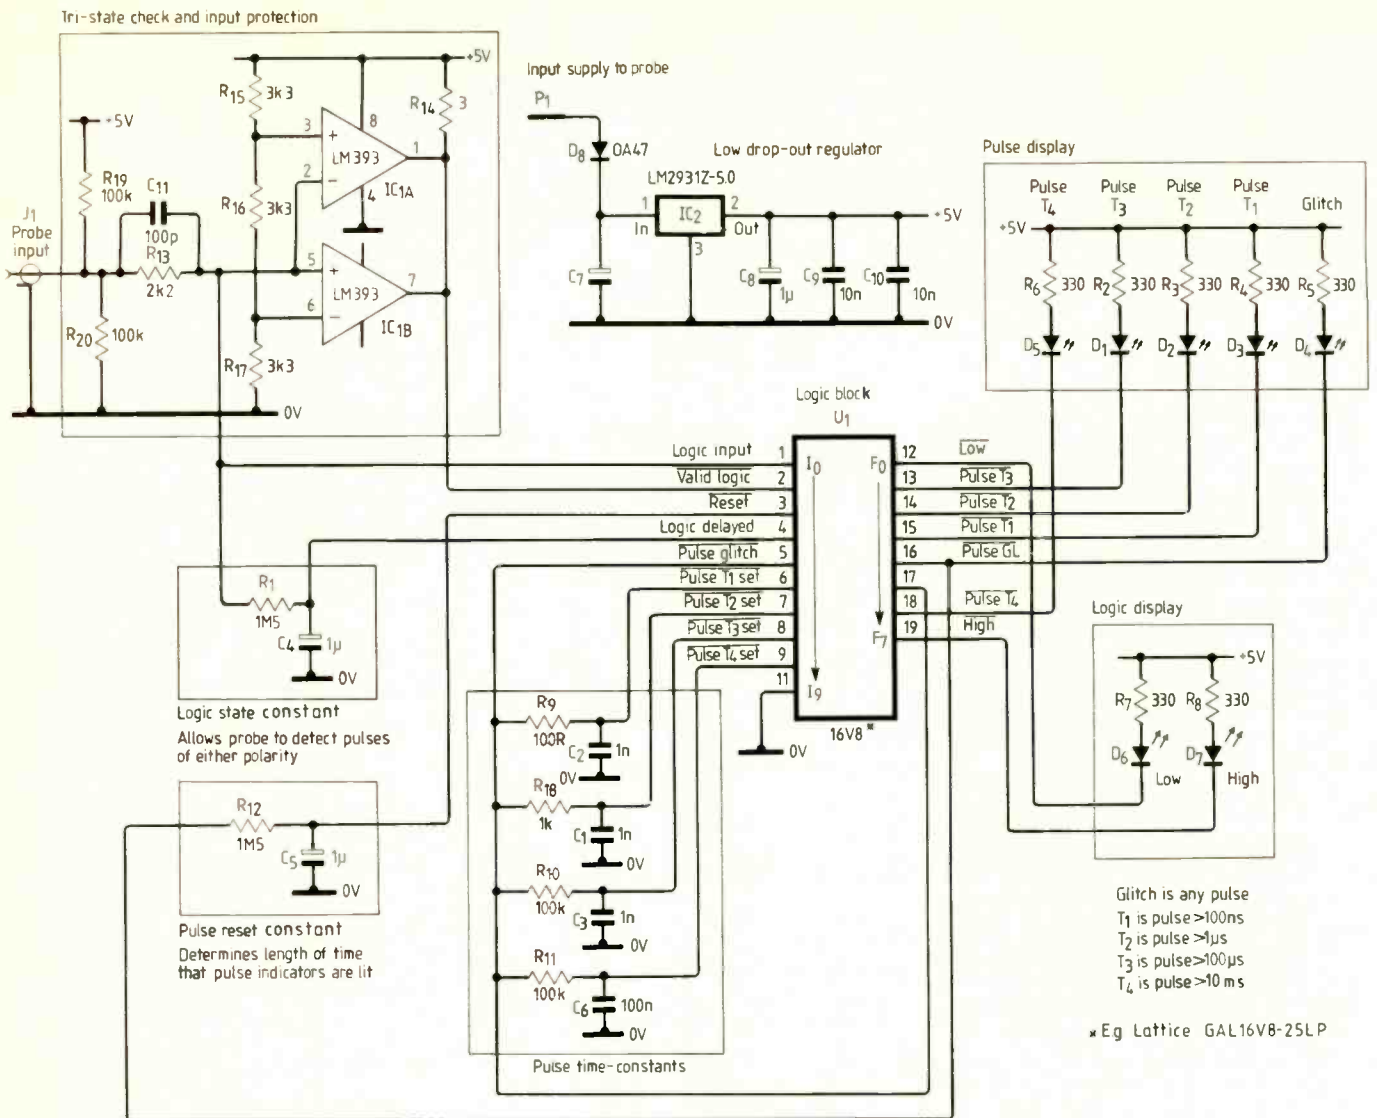 Tri-state check and input protection
+5V
R15 3k3
R14 3
3 + 8
LM393 1
2 − 4 IC1A
+5V
R19 100k
C11 100p
R16 3k3
J1 Probe input
R13 2k2
5 + 7
LM393
6 − IC1B
R20 100k
R17 3k3
0V
Input supply to probe
P1
D8 OA47
Low drop-out regulator
LM2931Z-5.0
1 In IC2 2 Out 3
+5V
C7
C8 1µ
C9 10n
C10 10n
0V
Pulse display
Pulse T4
Pulse T3
Pulse T2
Pulse T1
Glitch
+5V
R6 330
R2 330
R3 330
R4 330
R5 330
D5
D1
D2
D3
D4
Logic block
U1
Logic input 1 I0
Valid logic 2
Reset 3
Logic delayed 4
Pulse glitch 5
Pulse T1 set 6
Pulse T2 set 7
Pulse T3 set 8
Pulse T4 set 9
11 I9
F0 12 Low
13 Pulse T3
14 Pulse T2
15 Pulse T1
16 Pulse GL
17
18 Pulse T4
F7 19 High
16V8*
0V
R1 1M5
C4 1µ
0V
Logic state constant
Allows probe to detect pulses
of either polarity
R12 1M5
C5 1µ
0V
Pulse reset constant
Determines length of time
that pulse indicators are lit
R9 100R
C2 1n
0V
R18 1k
C1 1n
0V
R10 100k
C3 1n
0V
R11 100k
C6 100n
0V
Pulse time-constants
Logic display
+5V
R7 330
R8 330
D6 Low
D7 High
Glitch is any pulse
T1 is pulse>100ns
T2 is pulse>1µs
T3 is pulse>100µs
T4 is pulse>10ms
*Eg Lattice GAL16V8-25LP